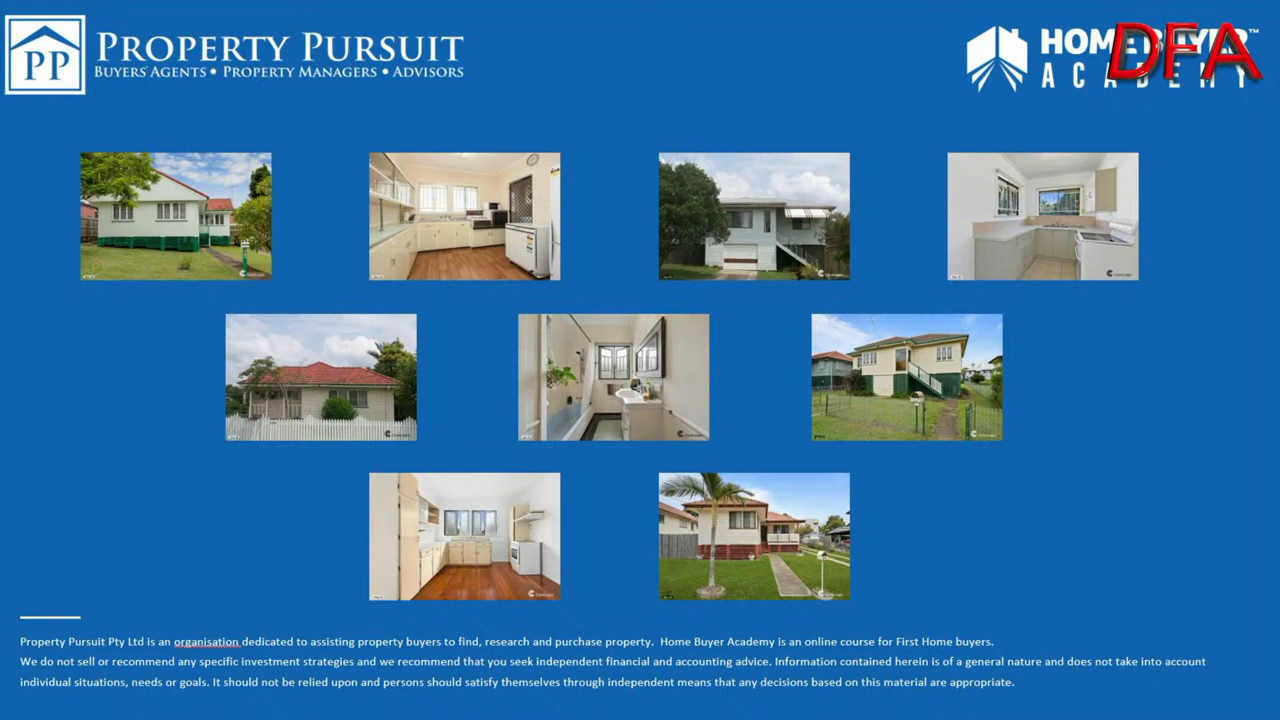 PP PROPERTY PURSUIT
BUYERS' AGENTS • PROPERTY MANAGERS • ADVISORS
HOME BUYER™
ACADEMY
DFA
Property Pursuit Pty Ltd is an organisation dedicated to assisting property buyers to find, research and purchase property. Home Buyer Academy is an online course for First Home buyers.
We do not sell or recommend any specific investment strategies and we recommend that you seek independent financial and accounting advice. Information contained herein is of a general nature and does not take into account
individual situations, needs or goals. It should not be relied upon and persons should satisfy themselves through independent means that any decisions based on this material are appropriate.